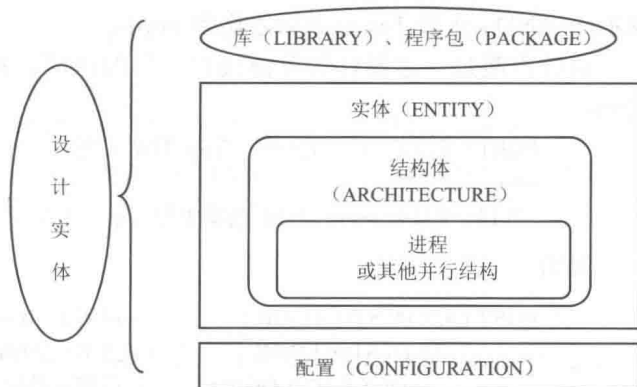 库（LIBRARY）、程序包（PACKAGE）
实体（ENTITY）
设计实体
结构体
（ARCHITECTURE）
进程
或其他并行结构
配置（CONFIGURATION）